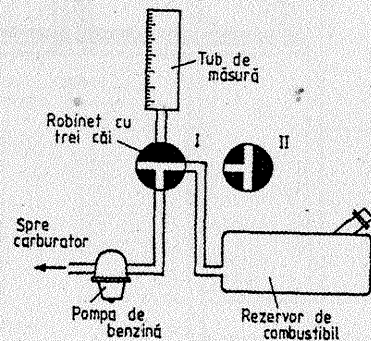 Tub de
măsură
Robinet cu
trei căi
I
II
Spre
carburator
Pompa de
benzină
Rezervor de
combustibil